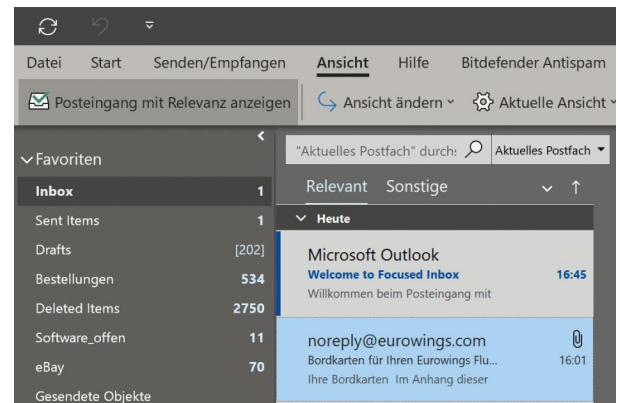 Datei Start Senden/Empfangen Ansicht Hilfe Bitdefender Antispam
Posteingang mit Relevanz anzeigen Ansicht ändern Aktuelle Ansicht
"Aktuelles Postfach" durch: Aktuelles Postfach
Favoriten
Inbox 1
Sent Items 1
Drafts [202]
Bestellungen 534
Deleted Items 2750
Software_offen 11
eBay 70
Gesendete Objekte
Relevant Sonstige
Heute
Microsoft Outlook
Welcome to Focused Inbox 16:45
Willkommen beim Posteingang mit
noreply@eurowings.com
Bordkarten für Ihren Eurowings Flu... 16:01
Ihre Bordkarten Im Anhang dieser